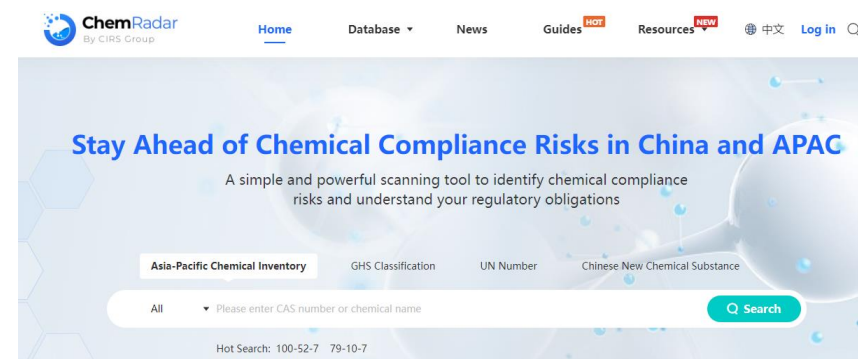 ChemRadar
By CIRS Group
Home
Database
News
Guides
HOT
Resources
NEW
中文
Log in
Stay Ahead of Chemical Compliance Risks in China and APAC
A simple and powerful scanning tool to identify chemical compliance
risks and understand your regulatory obligations
Asia-Pacific Chemical Inventory
GHS Classification
UN Number
Chinese New Chemical Substance
All
Please enter CAS number or chemical name
Search
Hot Search: 100-52-7 79-10-7